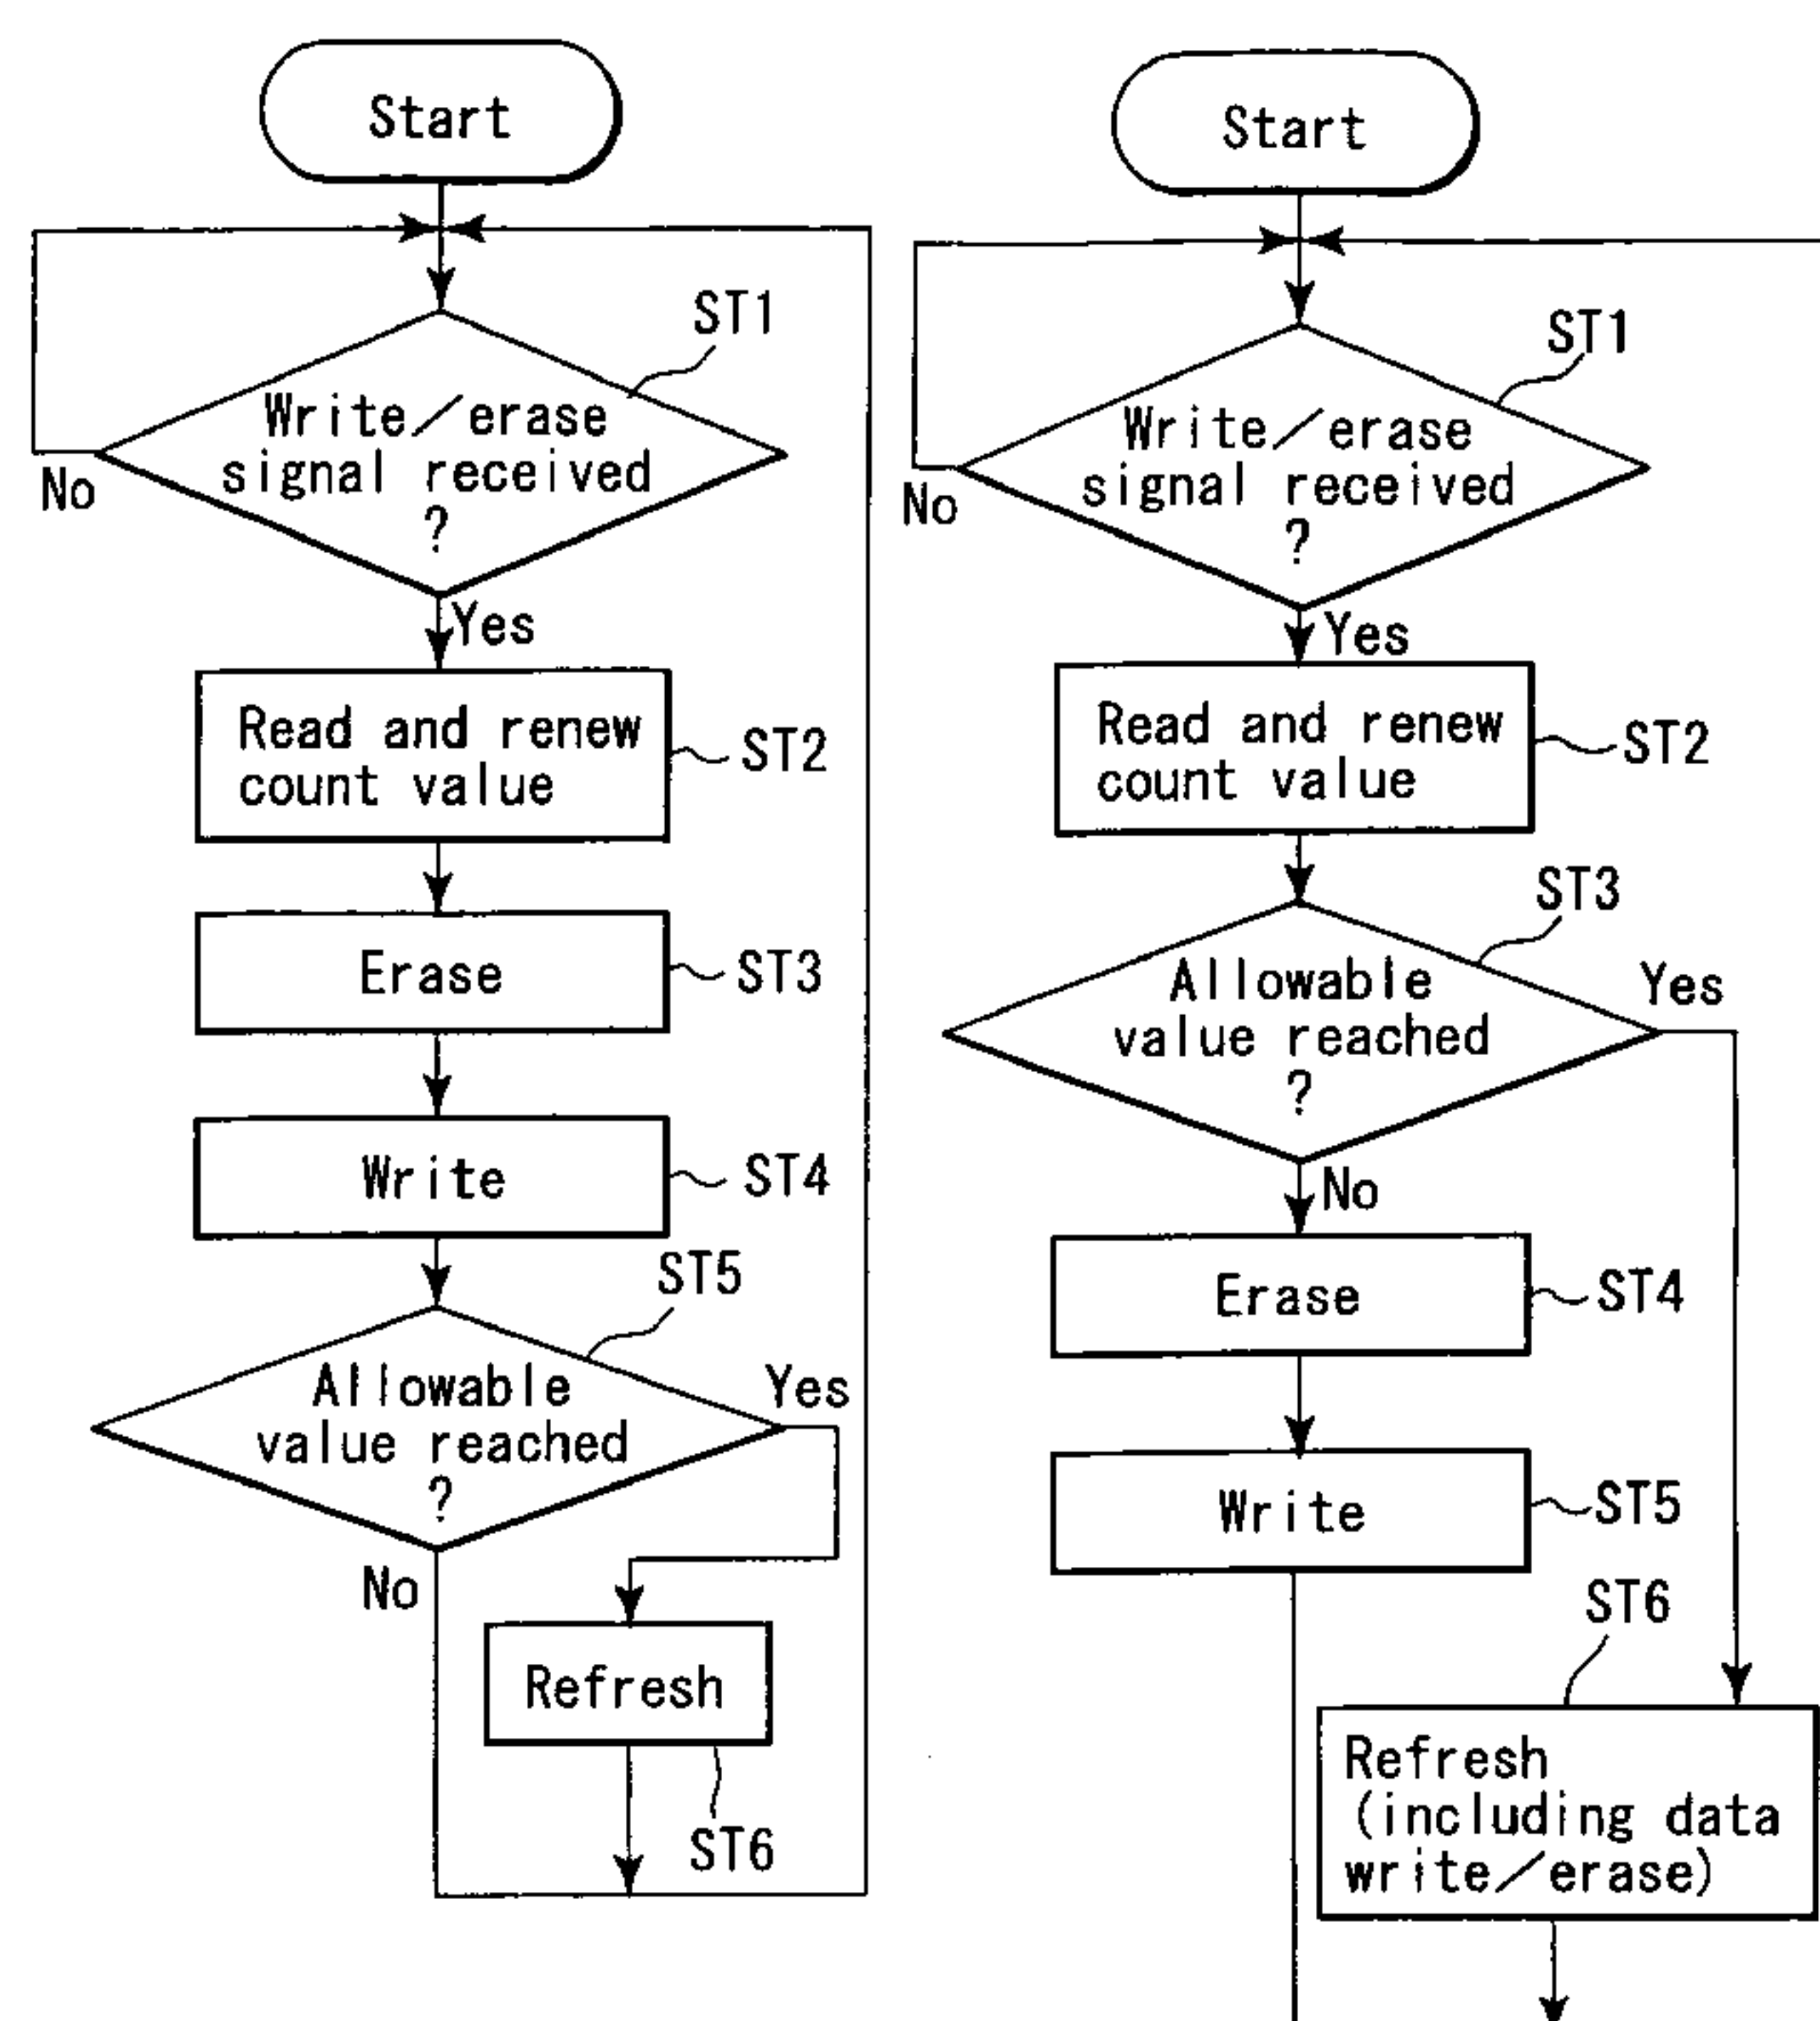 Start
ST1
Write/erase
signal received
?
No
Yes
Read and renew
count value
ST2
Erase
ST3
Write
ST4
ST5
Allowable
value reached
?
Yes
No
Refresh
ST6
Start
ST1
Write/erase
signal received
?
No
Yes
Read and renew
count value
ST2
ST3
Allowable
value reached
?
Yes
No
Erase
ST4
Write
ST5
ST6
Refresh
(including data
write/erase)